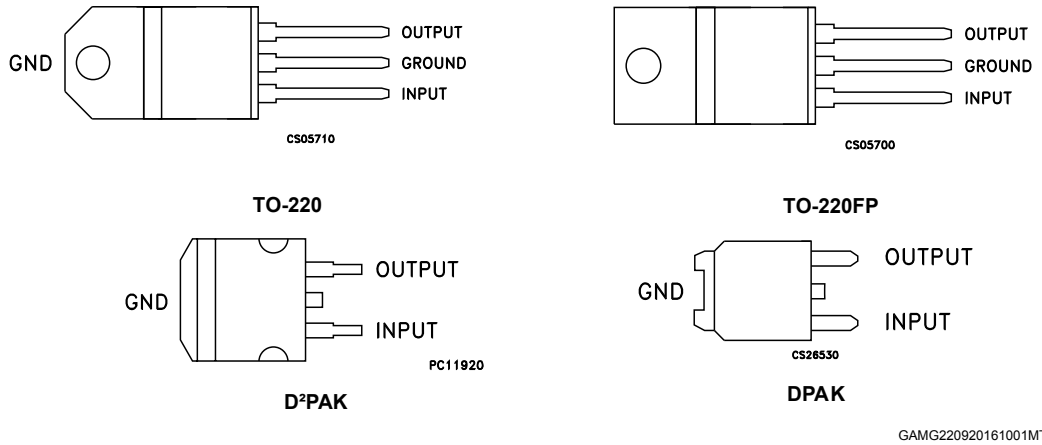 OUTPUT
GND
GROUND
INPUT
CS05710
TO-220
OUTPUT
GROUND
INPUT
CS05700
TO-220FP
OUTPUT
GND
INPUT
PC11920
D²PAK
OUTPUT
GND
INPUT
CS26530
DPAK
GAMG220920161001MT